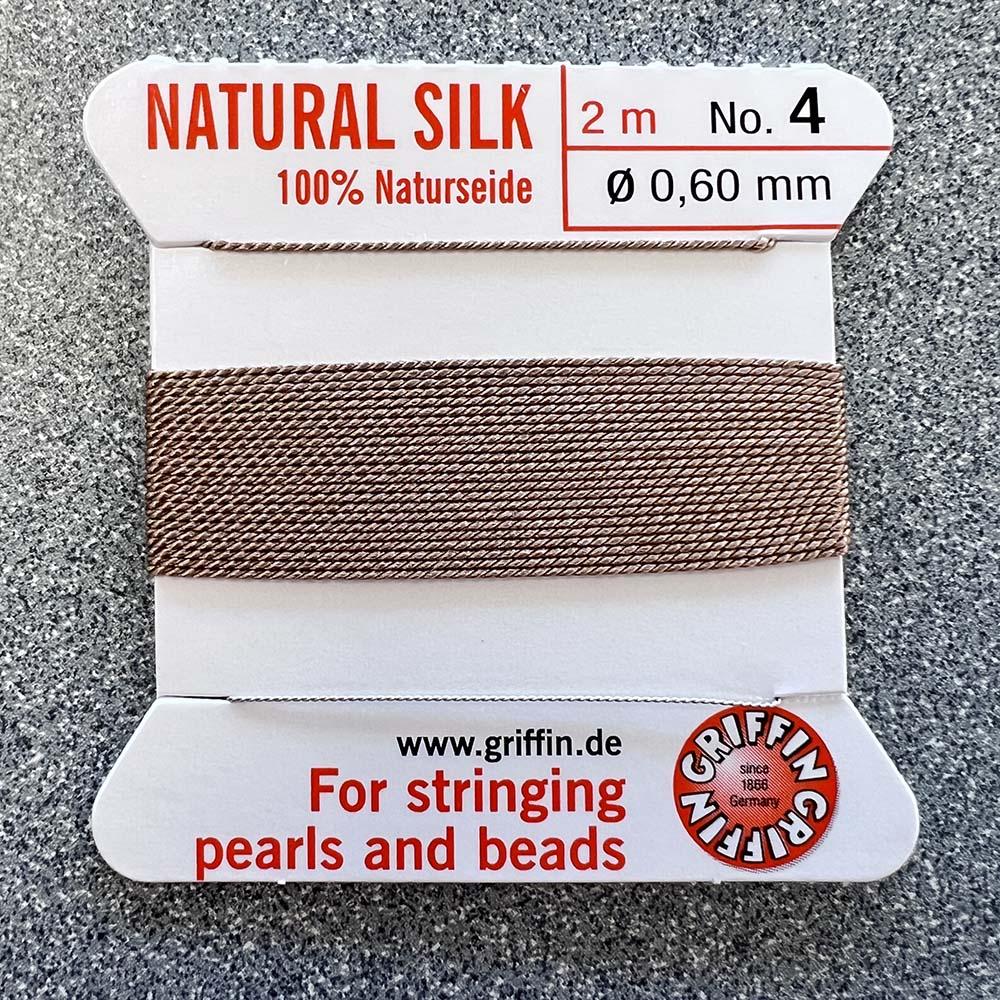 NATURAL SILK
100% Naturseide
2 m No. 4
Ø 0,60 mm
www.griffin.de
For stringing
pearls and beads
GRIFFIN GRIFFIN
since
1866
Germany